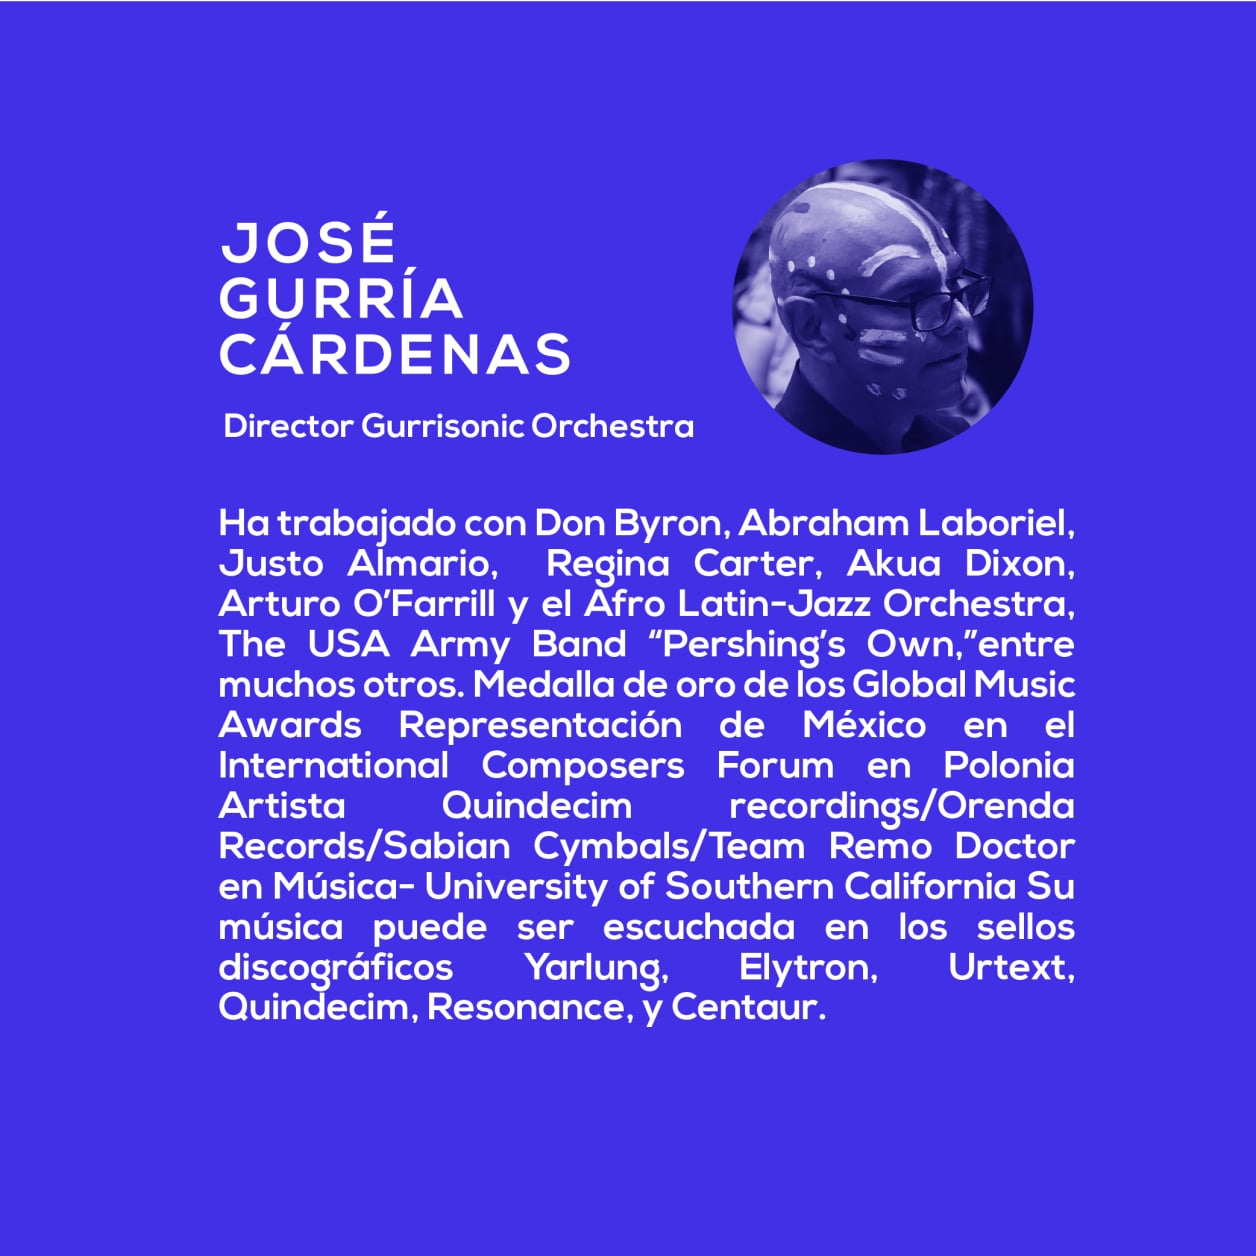 JOSÉ
GURRÍA
CÁRDENAS
Director Gurrisonic Orchestra
Ha trabajado con Don Byron, Abraham Laboriel,
Justo Almario, Regina Carter, Akua Dixon,
Arturo O’Farrill y el Afro Latin-Jazz Orchestra,
The USA Army Band “Pershing’s Own,”entre
muchos otros. Medalla de oro de los Global Music
Awards Representación de México en el
International Composers Forum en Polonia
Artista Quindecim recordings/Orenda
Records/Sabian Cymbals/Team Remo Doctor
en Música- University of Southern California Su
música puede ser escuchada en los sellos
discográficos Yarlung, Elytron, Urtext,
Quindecim, Resonance, y Centaur.